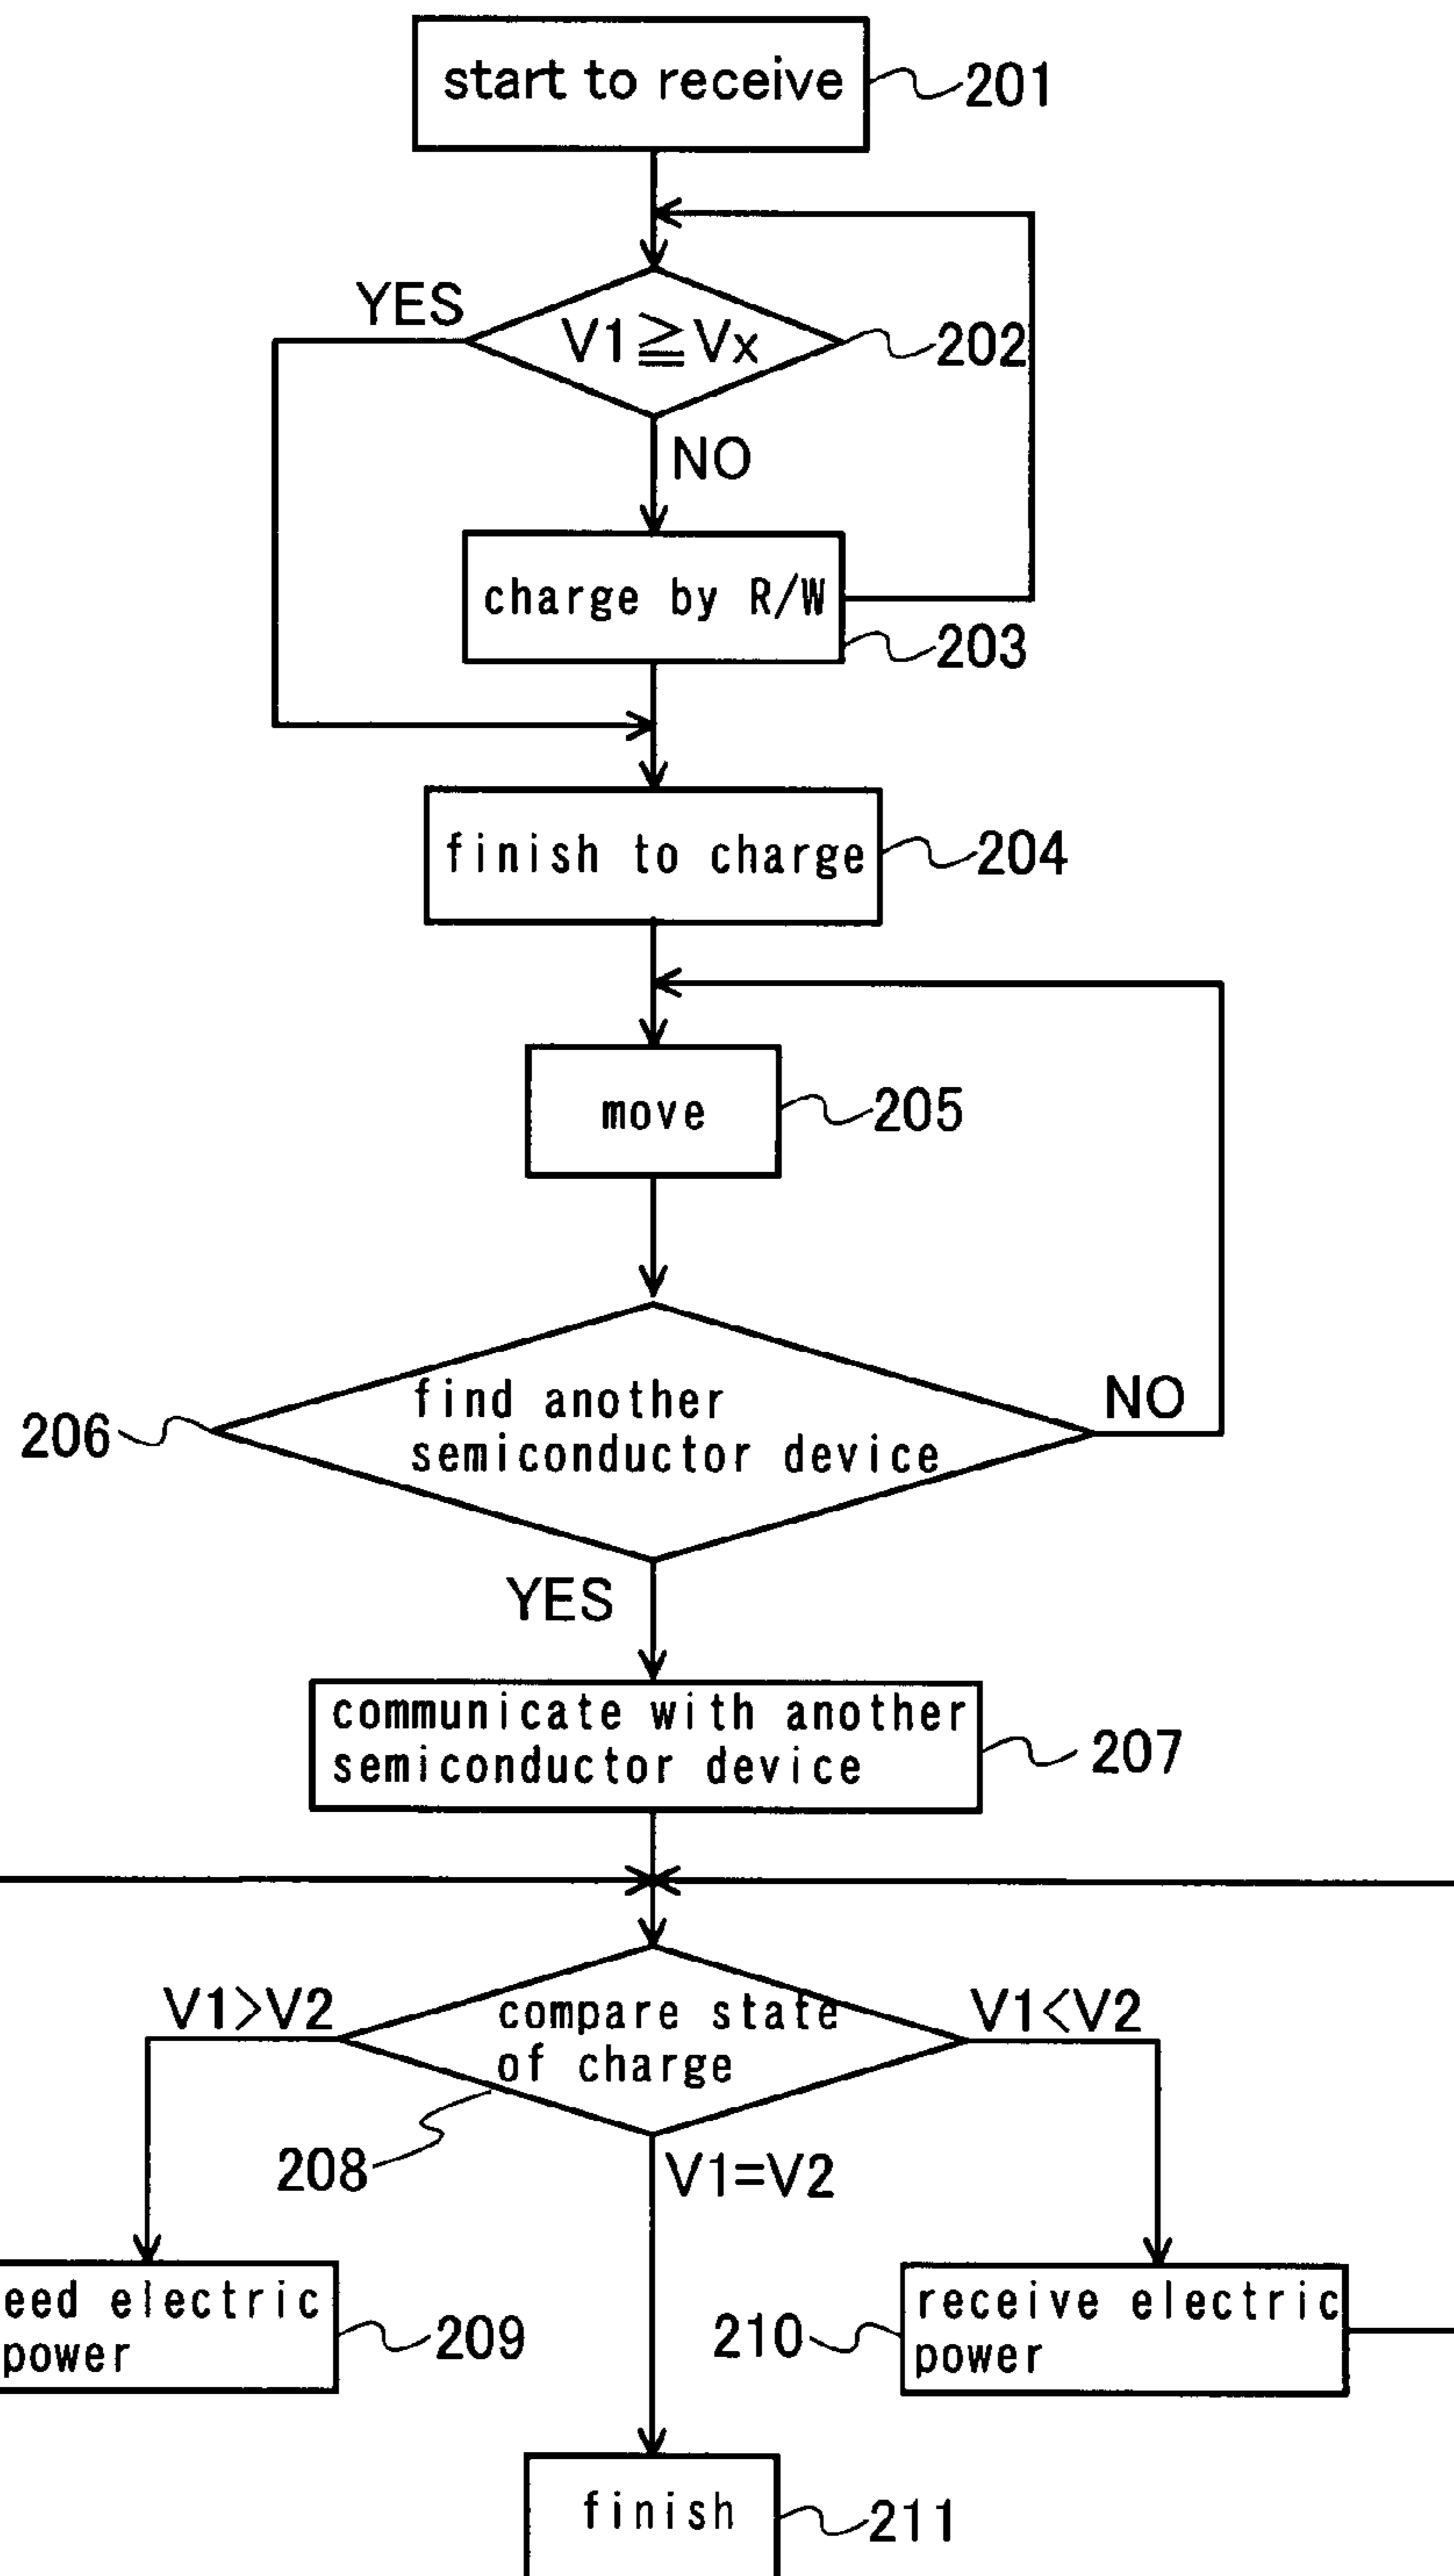 start to receive
201
YES
V1≧Vx
202
NO
charge by R/W
203
finish to charge
204
move
205
find another
semiconductor device
206
NO
YES
communicate with another
semiconductor device
207
V1>V2
compare state
of charge
V1<V2
208
V1=V2
eed electric
power
209
210
receive electric
power
finish
211